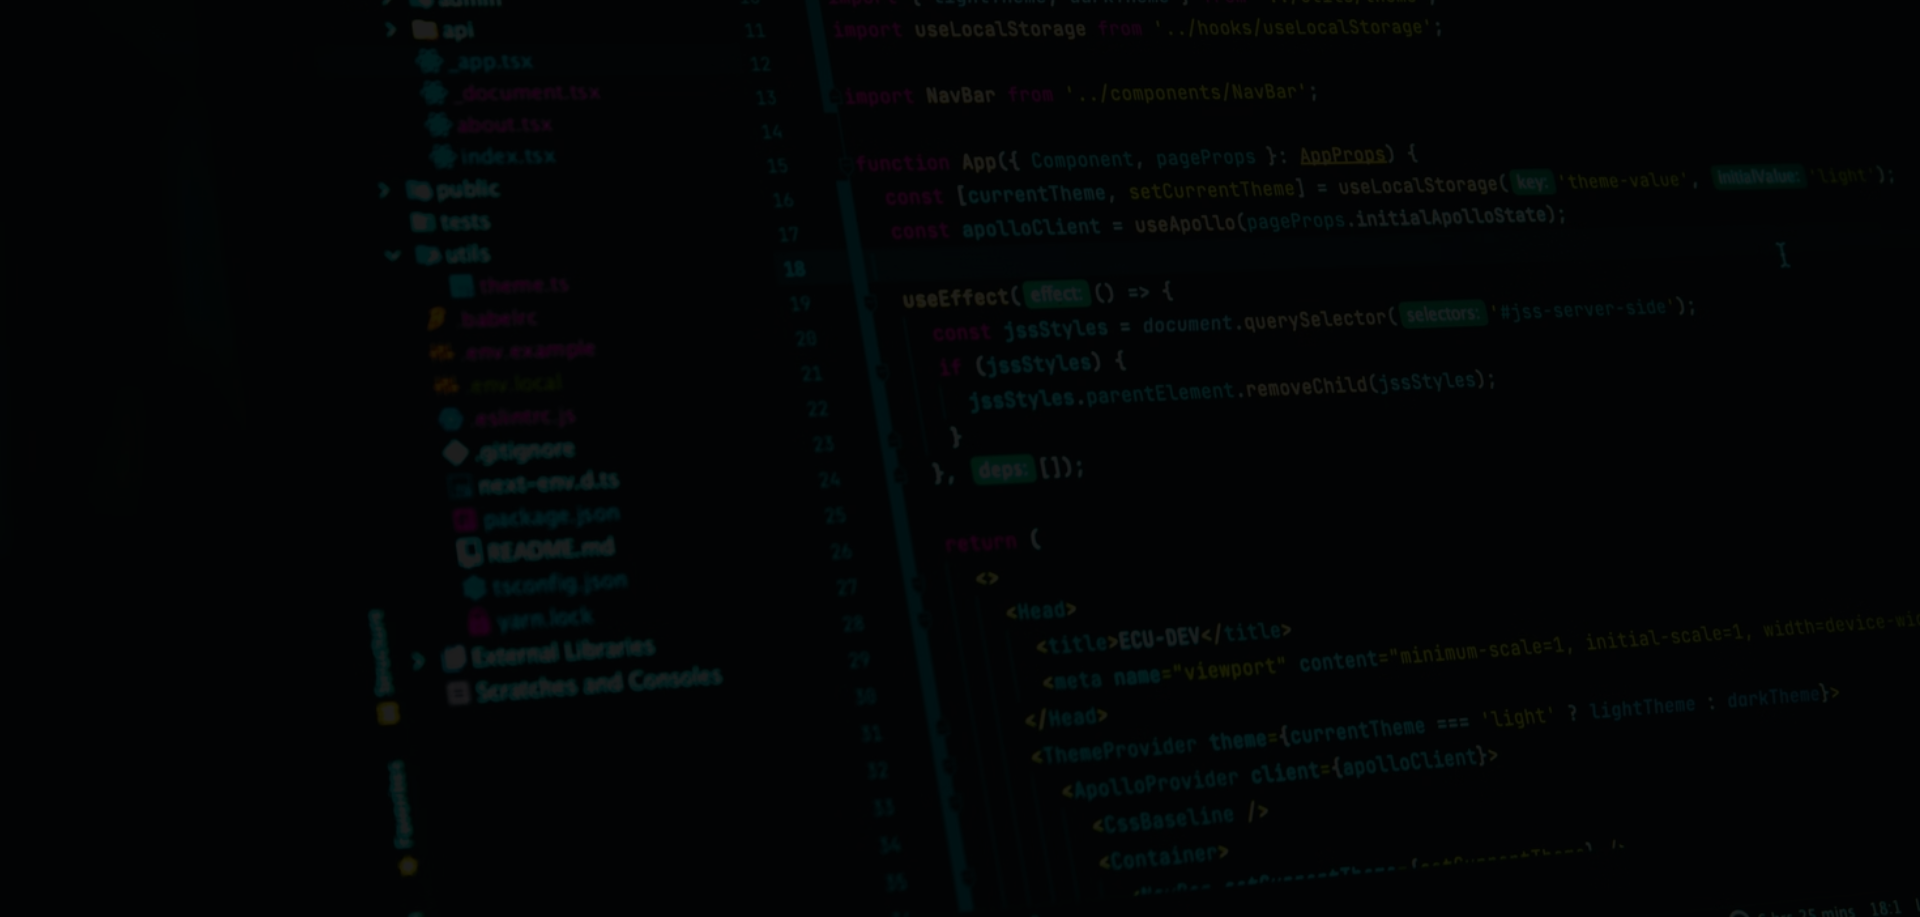 admin
api
_app.tsx
_document.tsx
about.tsx
index.tsx
public
tests
utils
theme.ts
.babelrc
.env.example
.env.local
.eslintrc.js
.gitignore
next-env.d.ts
package.json
README.md
tsconfig.json
yarn.lock
External Libraries
Scratches and Consoles
Structure
Favorites
10
11 import useLocalStorage from '../hooks/useLocalStorage';
12
13 import NavBar from '../components/NavBar';
14
15 function App({ Component, pageProps }: AppProps) {
16 const [currentTheme, setCurrentTheme] = useLocalStorage( key: 'theme-value', initialValue: 'light');
17 const apolloClient = useApollo(pageProps.initialApolloState);
18
19 useEffect( effect: () => {
20 const jssStyles = document.querySelector( selectors: '#jss-server-side');
21 if (jssStyles) {
22 jssStyles.parentElement.removeChild(jssStyles);
23 }
24 }, deps: []);
25
26 return (
27 <>
28 <Head>
29 <title>ECU-DEV</title>
30 <meta name="viewport" content="minimum-scale=1, initial-scale=1, width=device-wi
31 </Head>
32 <ThemeProvider theme={currentTheme === 'light' ? lightTheme : darkTheme}>
33 <ApolloProvider client={apolloClient}>
34 <CssBaseline />
35 <Container>
18:1